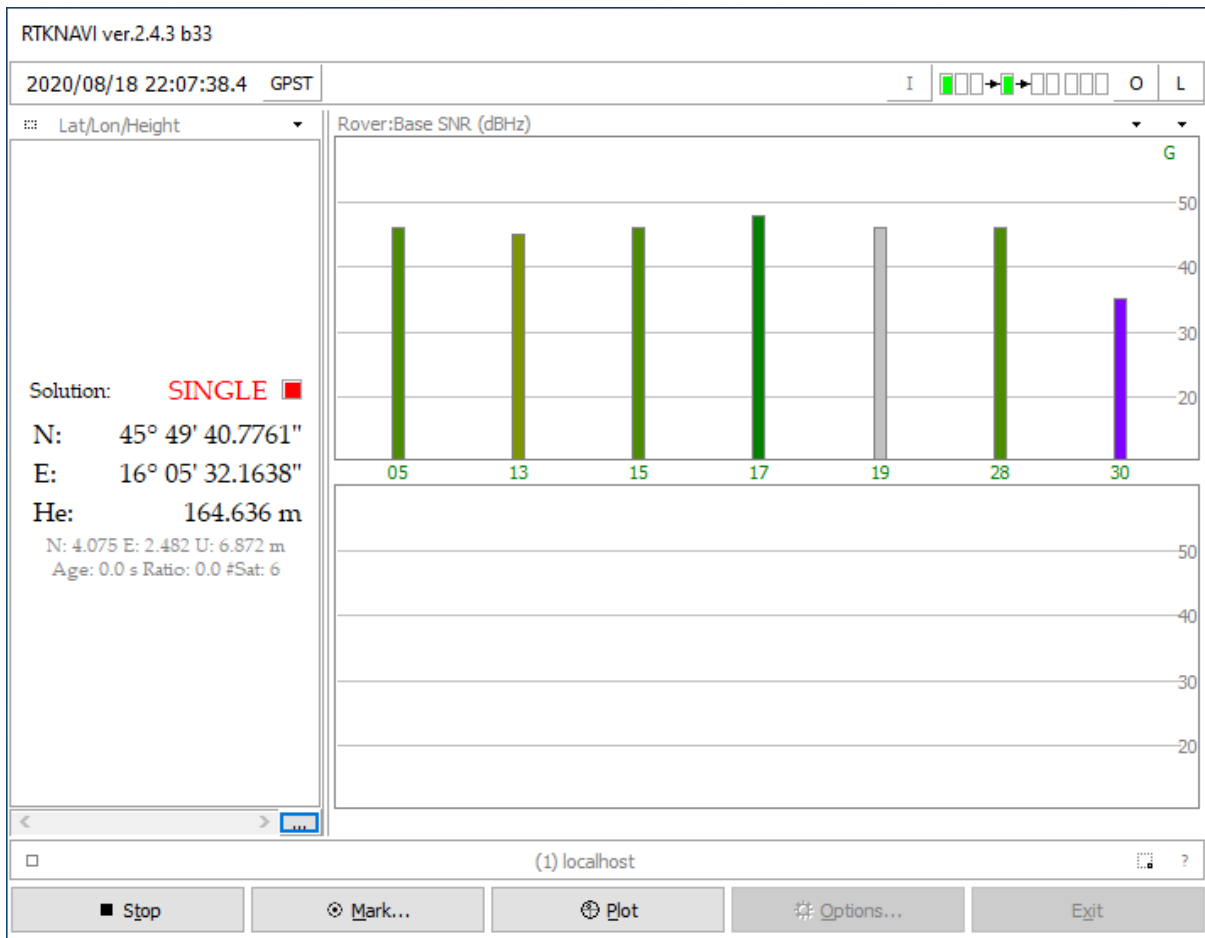 RTKNAVI ver.2.4.3 b33
2020/08/18 22:07:38.4 GPST I O L
Lat/Lon/Height
Rover:Base SNR (dBHz)
G
50
40
30
20
05 13 15 17 19 28 30
Solution: SINGLE
N: 45° 49' 40.7761"
E: 16° 05' 32.1638"
He: 164.636 m
N: 4.075 E: 2.482 U: 6.872 m
Age: 0.0 s Ratio: 0.0 #Sat: 6
50
40
30
20
...
(1) localhost ?
Stop Mark... Plot Options... Exit